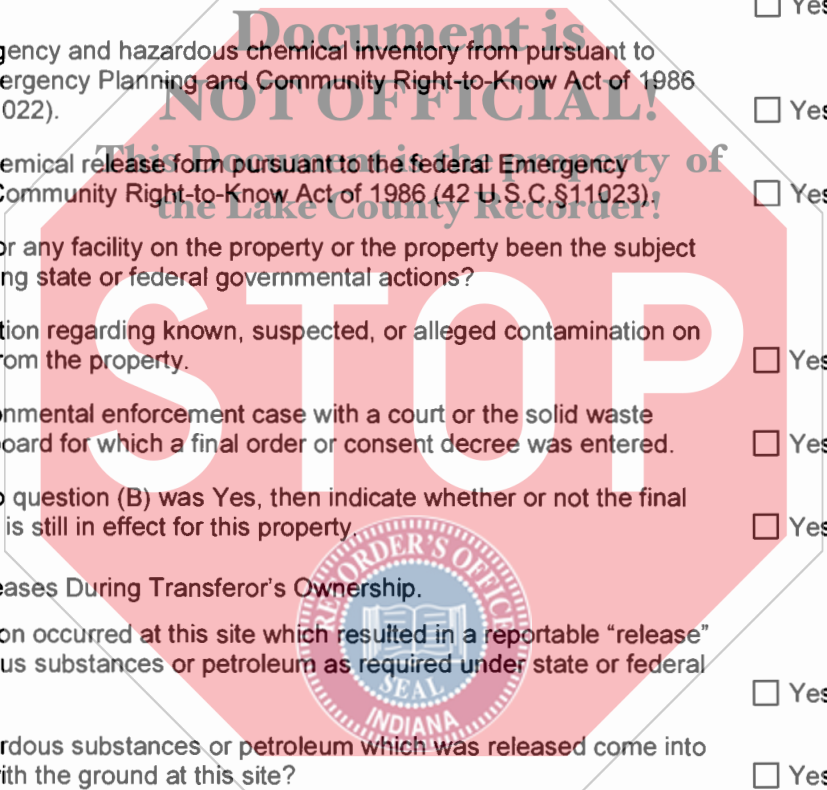 Yes
Document is
gency and hazardous chemical inventory from pursuant to
ergency Planning and Community Right-to-Know Act of 1986
NOT OFFICIAL!
022). Yes
This Document is the property of
emical release form pursuant to the federal Emergency
Community Right-to-Know Act of 1986 (42 U.S.C.§11023). Yes
the Lake County Recorder!
or any facility on the property or the property been the subject
ng state or federal governmental actions?
STOP
tion regarding known, suspected, or alleged contamination on
rom the property. Yes
onmental enforcement case with a court or the solid waste
oard for which a final order or consent decree was entered. Yes
o question (B) was Yes, then indicate whether or not the final
is still in effect for this property. Yes
RECORDER'S OFFICE
eases During Transferor's Ownership.
on occurred at this site which resulted in a reportable “release”
us substances or petroleum as required under state or federal
SEAL
Yes
INDIANA
rdous substances or petroleum which was released come into
ith the ground at this site? Yes